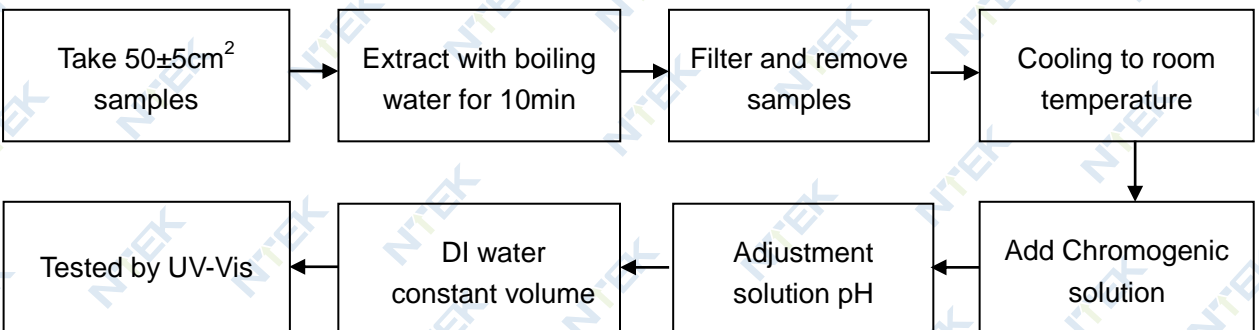 Take 50±5cm²
samples
Extract with boiling
water for 10min
Filter and remove
samples
Cooling to room
temperature
Add Chromogenic
solution
Adjustment
solution pH
DI water
constant volume
Tested by UV-Vis
NTEK